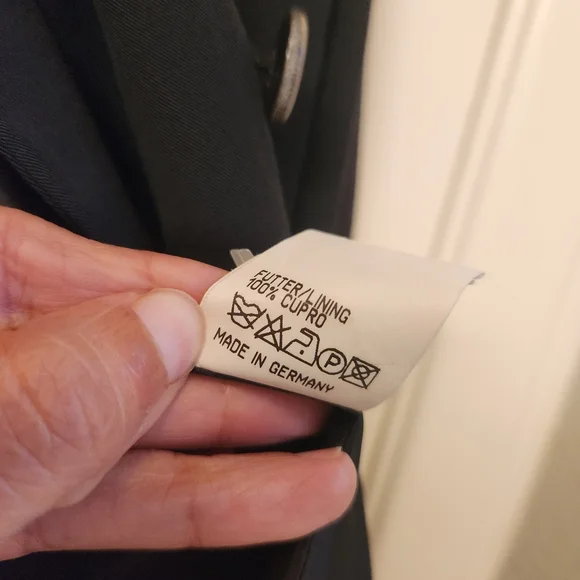 FUTTER/LINING
100% CUPRO
P
MADE IN GERMANY